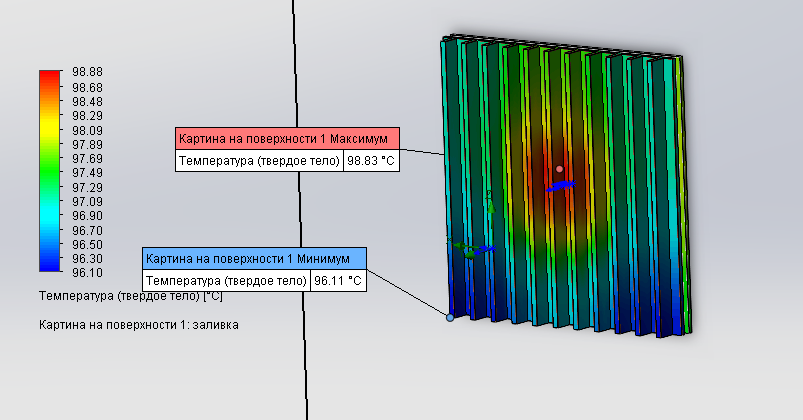 98.88
98.68
98.48
98.29
98.09
97.89
97.69
97.49
97.29
97.09
96.90
96.70
96.50
96.30
96.10
Температура (твердое тело) [°C]
Картина на поверхности 1: заливка
Картина на поверхности 1 Максимум
Температура (твердое тело) 98.83 °C
Картина на поверхности 1 Минимум
Температура (твердое тело) 96.11 °C